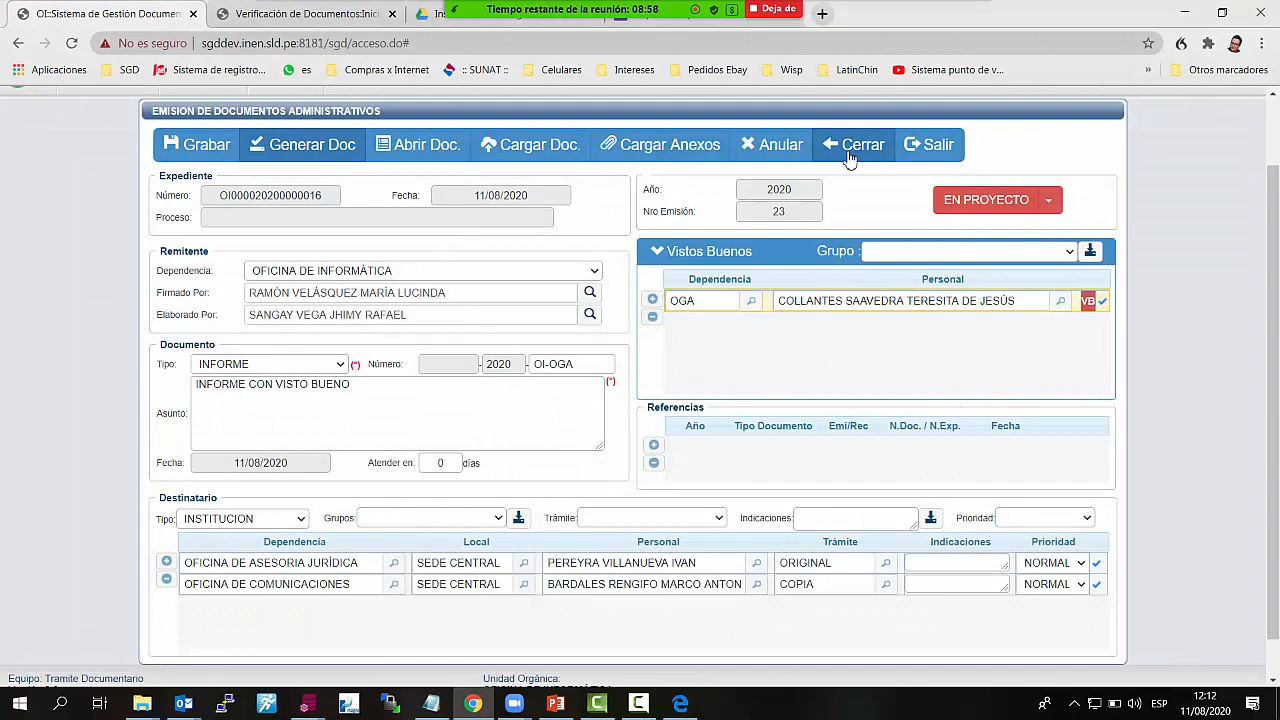 OI:Sistema de Gestión Documen
Verificación de Documentos:Inici
Tiempo restante de la reunión: 08:58
Deja de
No es seguro
sgddev.inen.sld.pe:8181/sgd/acceso.do#
Aplicaciones
SGD
Sistema de registro...
es
Compras x Internet
:: SUNAT ::
Celulares
Intereses
Pedido Ebay
Wisp
LatinChin
Sistema punto de v...
»
Otros marcadores
EMISION DE DOCUMENTOS ADMINISTRATIVOS
Grabar
Generar Doc
Abrir Doc.
Cargar Doc.
Cargar Anexos
Anular
Cerrar
Salir
Expediente
Número: OI000020200000016 Fecha: 11/08/2020
Proceso:
Año: 2020
Nro Emisión: 23
EN PROYECTO
Remitente
Dependencia: OFICINA DE INFORMÁTICA
Firmado Por: RAMÓN VELÁSQUEZ MARÍA LUCINDA
Elaborado Por: SANGAY VEGA JHIMY RAFAEL
Vistos Buenos Grupo :
Dependencia Personal
OGA COLLANTES SAAVEDRA TERESITA DE JESÚS VB
Documento
Tipo: INFORME (*) Número: - 2020 - OI-OGA
INFORME CON VISTO BUENO (*)
Asunto:
Fecha: 11/08/2020 Atender en: 0 días
Referencias
Año Tipo Documento Emi/Rec N.Doc. / N.Exp. Fecha
Destinatario
Tipo: INSTITUCION Grupos: Trámite: Indicaciones: Prioridad:
Dependencia Local Personal Trámite Indicaciones Prioridad
OFICINA DE ASESORIA JURÍDICA SEDE CENTRAL PEREYRA VILLANUEVA IVAN ORIGINAL NORMAL
OFICINA DE COMUNICACIONES SEDE CENTRAL BARDALES RENGIFO MARCO ANTON COPIA NORMAL
Equipo: Tramite Documentario
Unidad Orgánica:
ESP
12:12
11/08/2020